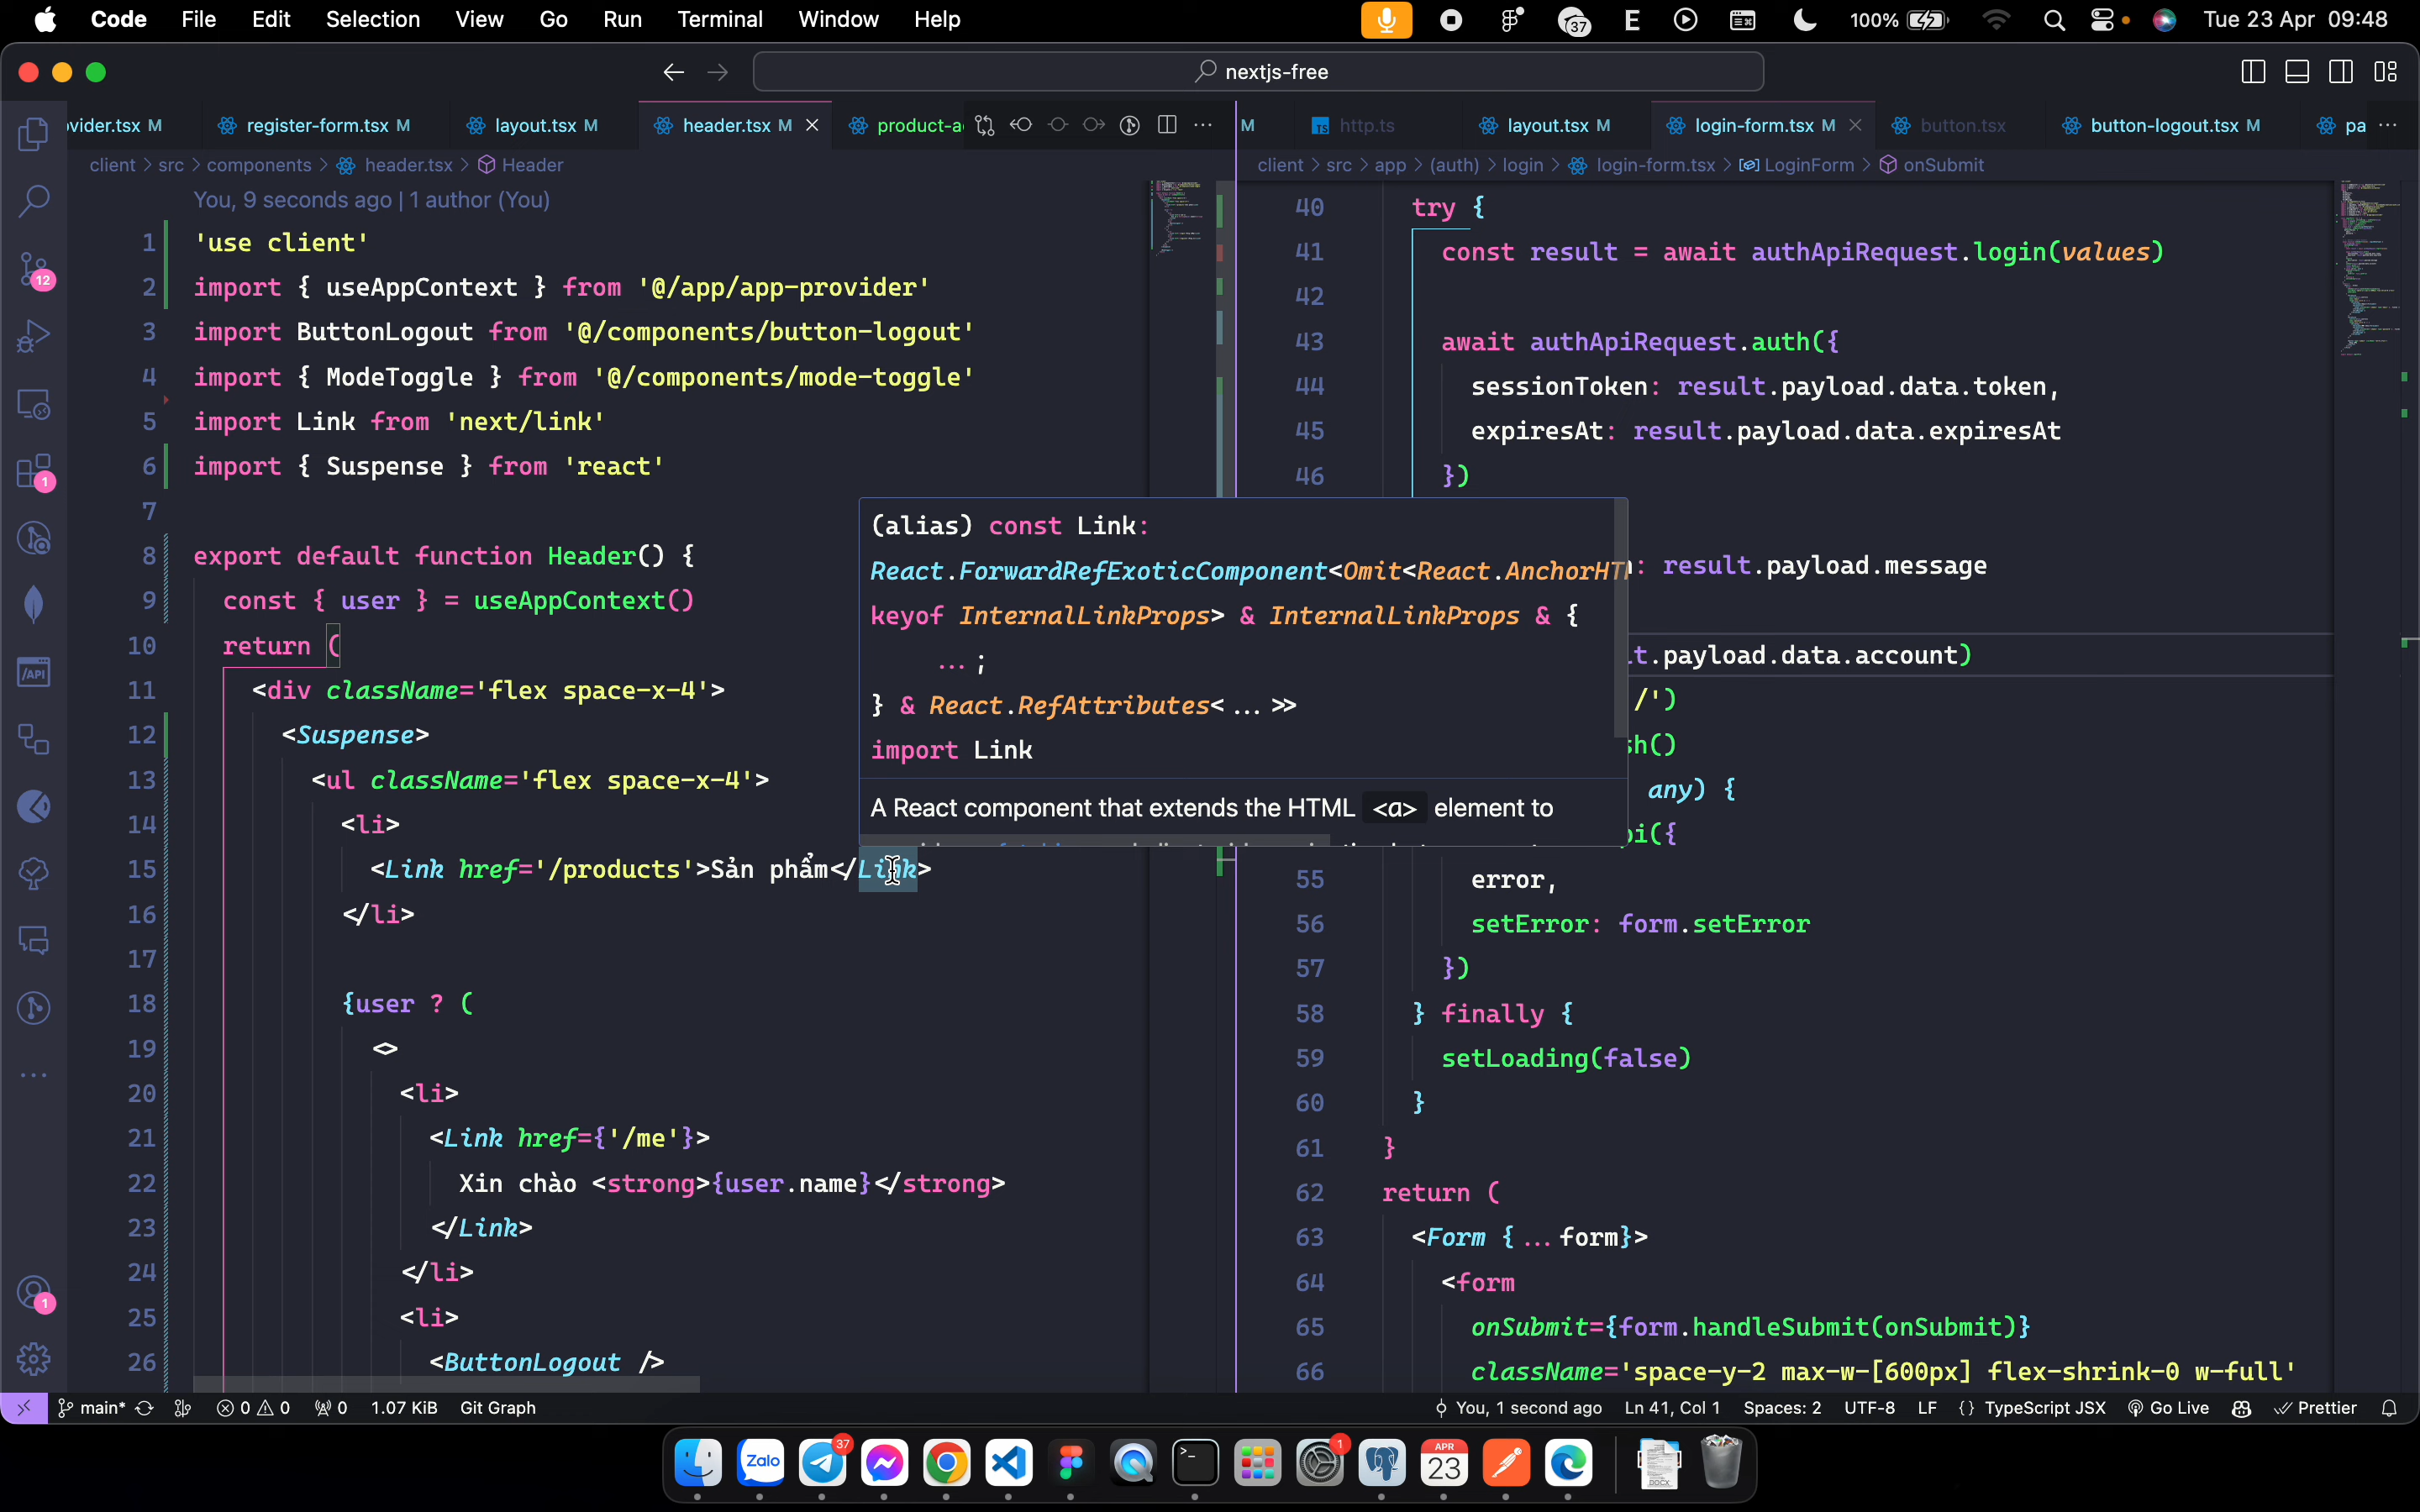 Code File Edit Selection View Go Run Terminal Window Help
37 E 100% Tue 23 Apr 09:48
nextjs-free
vider.tsx M register-form.tsx M layout.tsx M header.tsx M product-a
client > src > components > header.tsx > Header
You, 9 seconds ago | 1 author (You)
1 'use client'
2 import { useAppContext } from '@/app/app-provider'
3 import ButtonLogout from '@/components/button-logout'
4 import { ModeToggle } from '@/components/mode-toggle'
5 import Link from 'next/link'
6 import { Suspense } from 'react'
7
8 export default function Header() {
9 const { user } = useAppContext()
10 return (
11 <div className='flex space-x-4'>
12 <Suspense>
13 <ul className='flex space-x-4'>
14 <li>
15 <Link href='/products'>Sản phẩm</Link>
16 </li>
17
18 {user ? (
19 <>
20 <li>
21 <Link href={'/me'}>
22 Xin chào <strong>{user.name}</strong>
23 </Link>
24 </li>
25 <li>
26 <ButtonLogout />
(alias) const Link:
React.ForwardRefExoticComponent<Omit<React.AnchorHT
keyof InternalLinkProps> & InternalLinkProps & {
...;
} & React.RefAttributes<...>>
import Link
A React component that extends the HTML <a> element to
M http.ts layout.tsx M login-form.tsx M button.tsx button-logout.tsx M pa
client > src > app > (auth) > login > login-form.tsx > LoginForm > onSubmit
40 try {
41 const result = await authApiRequest.login(values)
42
43 await authApiRequest.auth({
44 sessionToken: result.payload.data.token,
45 expiresAt: result.payload.data.expiresAt
46 })
: result.payload.message
t.payload.data.account)
/')
sh()
any) {
pi({
55 error,
56 setError: form.setError
57 })
58 } finally {
59 setLoading(false)
60 }
61 }
62 return (
63 <Form {...form}>
64 <form
65 onSubmit={form.handleSubmit(onSubmit)}
66 className='space-y-2 max-w-[600px] flex-shrink-0 w-full'
12
1
/API
1
main* 0 0 0 1.07 KiB Git Graph You, 1 second ago Ln 41, Col 1 Spaces: 2 UTF-8 LF {} TypeScript JSX Go Live Prettier
Zalo 37 1 APR 23 DOCX